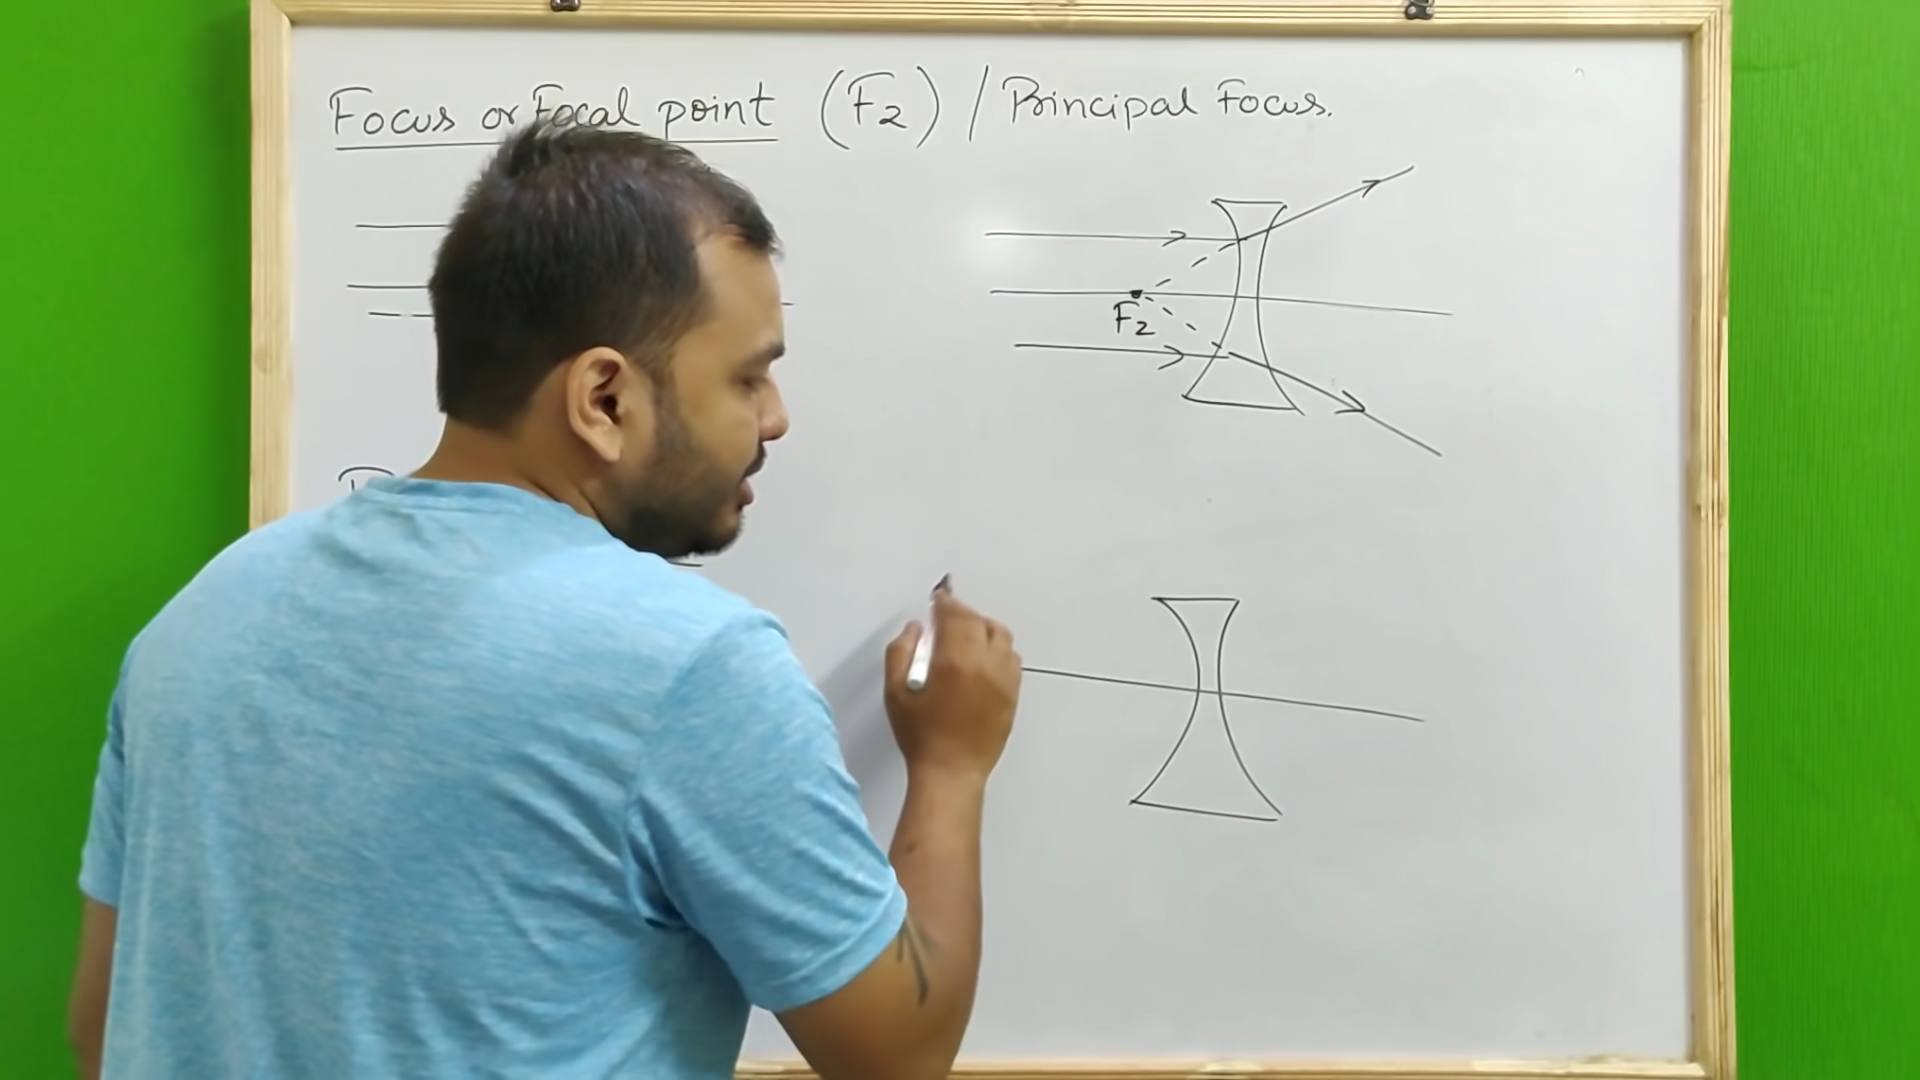 Focus or Focal point (F₂) / Principal Focus.
F₂